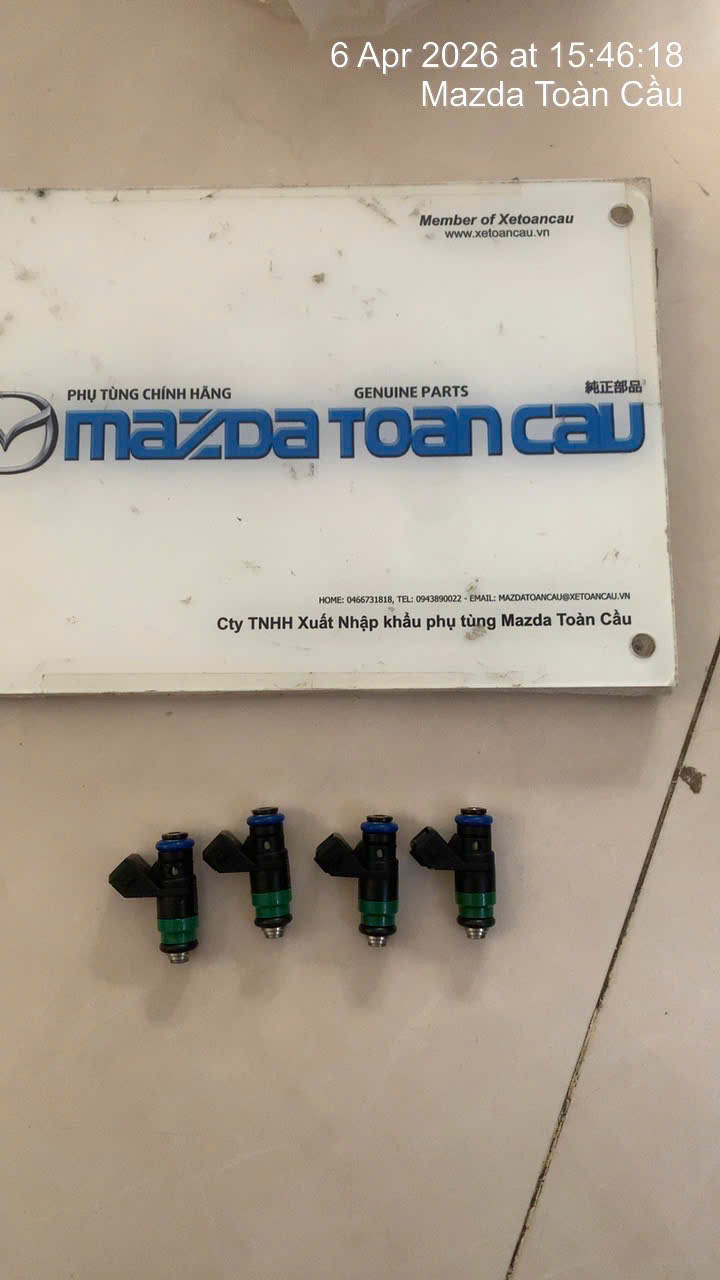 6 Apr 2026 at 15:46:18
Mazda Toàn Cầu
Member of Xetoancau
www.xetoancau.vn
PHỤ TÙNG CHÍNH HÃNG GENUINE PARTS 純正部品
mazda Toan cau
HOME: 0466731818, TEL: 0943890022 - EMAIL: MAZDATOANCAU@XETOANCAU.VN
Cty TNHH Xuất Nhập khẩu phụ tùng Mazda Toàn Cầu